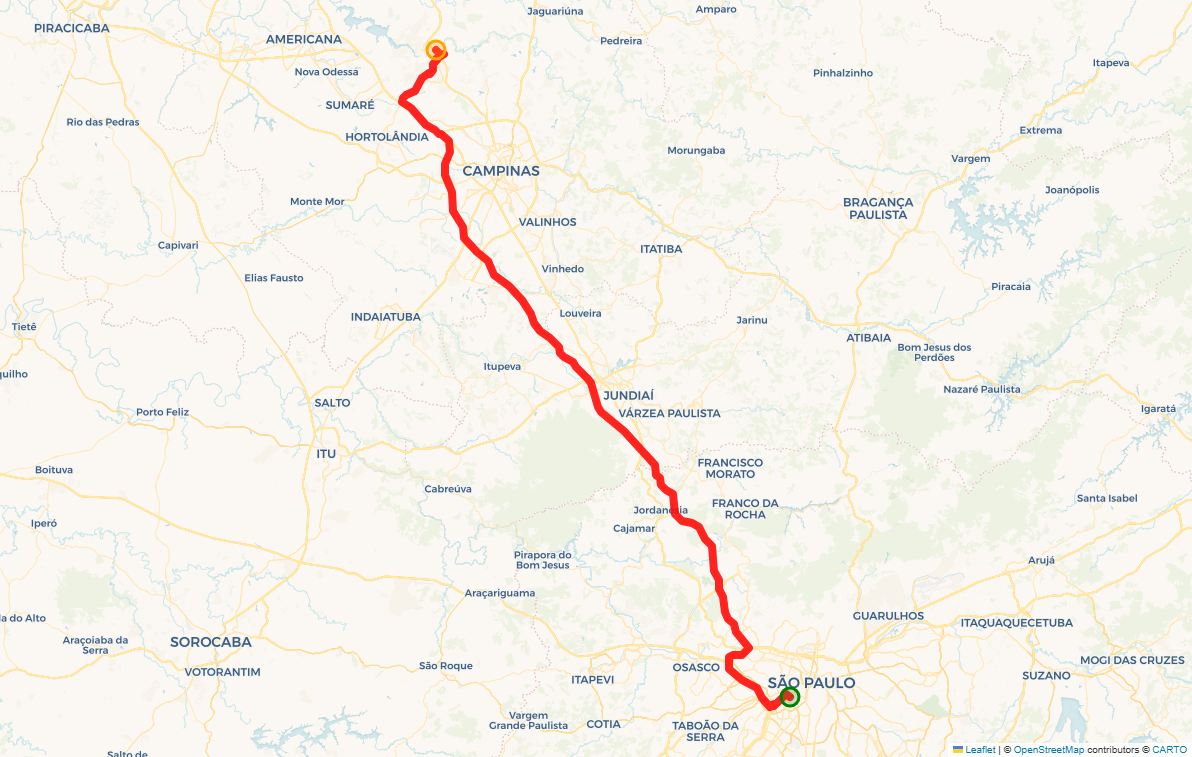 Jaguariúna
Amparo
PIRACICABA
AMERICANA
Pedreira
Itapeva
Nova Odessa
Pinhalzinho
SUMARÉ
Rio das Pedras
Extrema
HORTOLÂNDIA
Morungaba
Vargem
CAMPINAS
Joanópolis
Monte Mor
BRAGANÇA
PAULISTA
VALINHOS
Capivari
ITATIBA
Vinhedo
Elias Fausto
Piracaia
Louveira
INDAIATUBA
Jarinu
Tietê
ATIBAIA
Bom Jesus dos
Perdões
Itupeva
quilho
Nazaré Paulista
JUNDIAÍ
SALTO
Igaratá
Porto Feliz
VÁRZEA PAULISTA
ITU
FRANCISCO
MORATO
Boituva
Cabreúva
Santa Isabel
FRANCO DA
ROCHA
Jordanésia
Iperó
Cajamar
Pirapora do
Bom Jesus
Arujá
Araçariguama
GUARULHOS
la do Alto
ITAQUAQUECETUBA
Araçoiaba da
Serra
SOROCABA
MOGI DAS CRUZES
OSASCO
São Roque
VOTORANTIM
SUZANO
ITAPEVI
SÃO PAULO
Vargem
Grande Paulista
COTIA
TABOÃO DA
SERRA
Salto de
Leaflet | © OpenStreetMap contributors © CARTO